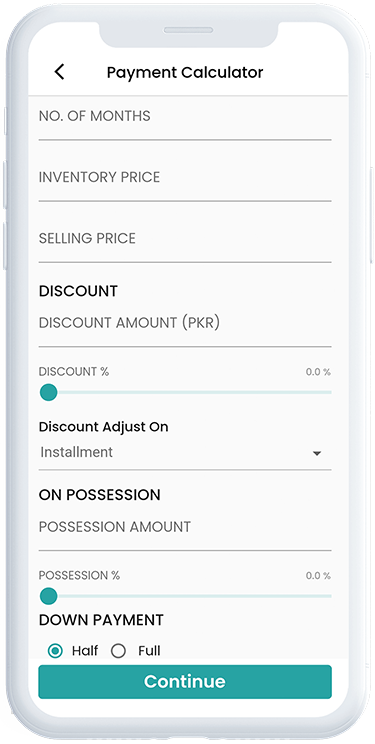 Payment Calculator
NO. OF MONTHS
INVENTORY PRICE
SELLING PRICE
DISCOUNT
DISCOUNT AMOUNT (PKR)
DISCOUNT % 0.0 %
Discount Adjust On
Installment
ON POSSESSION
POSSESSION AMOUNT
POSSESSION % 0.0 %
DOWN PAYMENT
Half Full
Continue